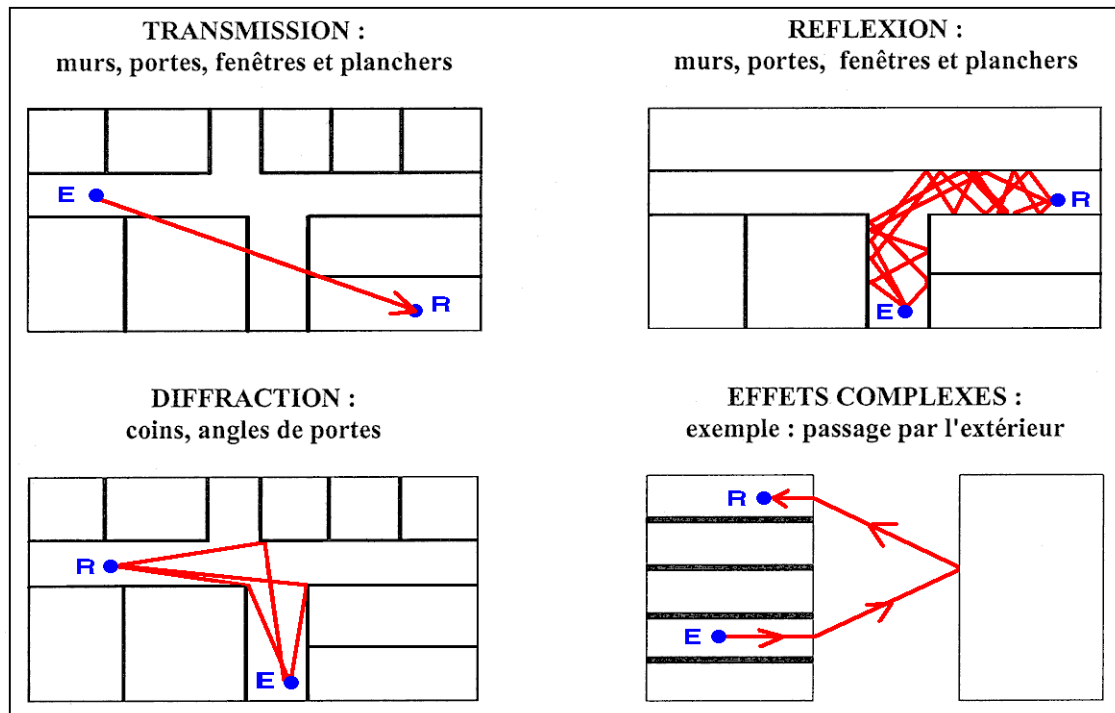 TRANSMISSION :
murs, portes, fenêtres et planchers
E
R
REFLEXION :
murs, portes, fenêtres et planchers
R
E
DIFFRACTION :
coins, angles de portes
R
E
EFFETS COMPLEXES :
exemple : passage par l'extérieur
R
E